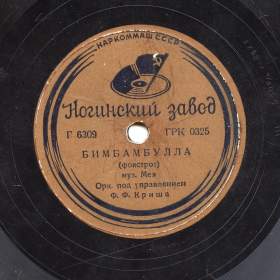 НАРКОММАШ СССР
Ногинский завод
Г 6309 ГРК 0325
БИМБАМБУЛЛА
(фокстрот)
муз. Мея
Орк. под управлением
Ф. Ф. Криша